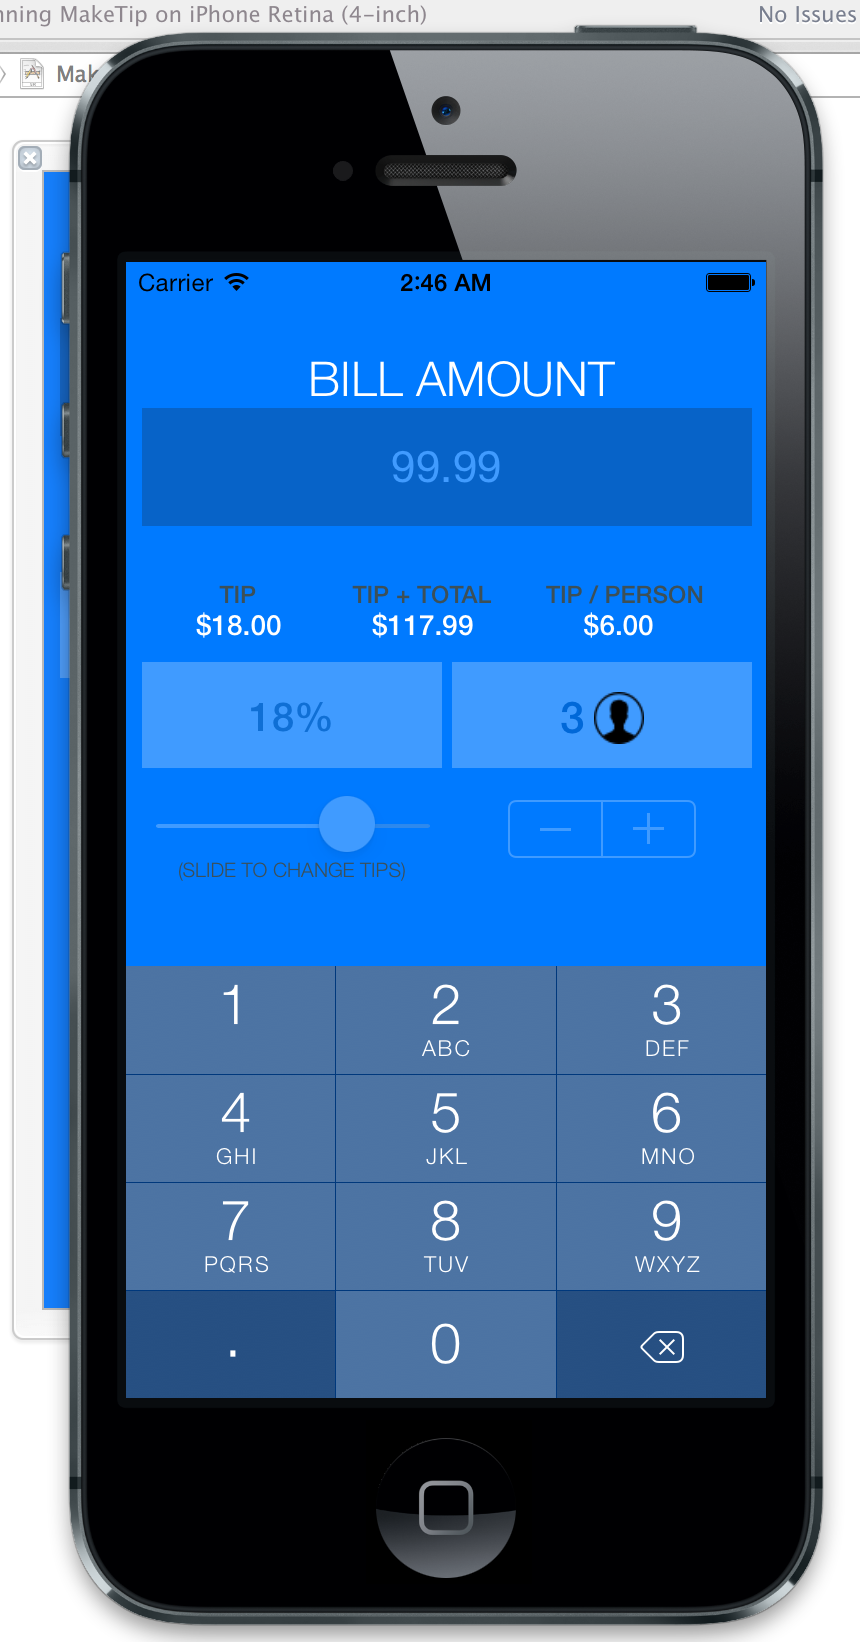 nning MakeTip on iPhone Retina (4-inch) No Issues
Mak
Carrier 2:46 AM
BILL AMOUNT
99.99
TIP TIP + TOTAL TIP / PERSON
$18.00 $117.99 $6.00
18% 3
(SLIDE TO CHANGE TIPS)
1 2 3
ABC DEF
4 5 6
GHI JKL MNO
7 8 9
PQRS TUV WXYZ
. 0